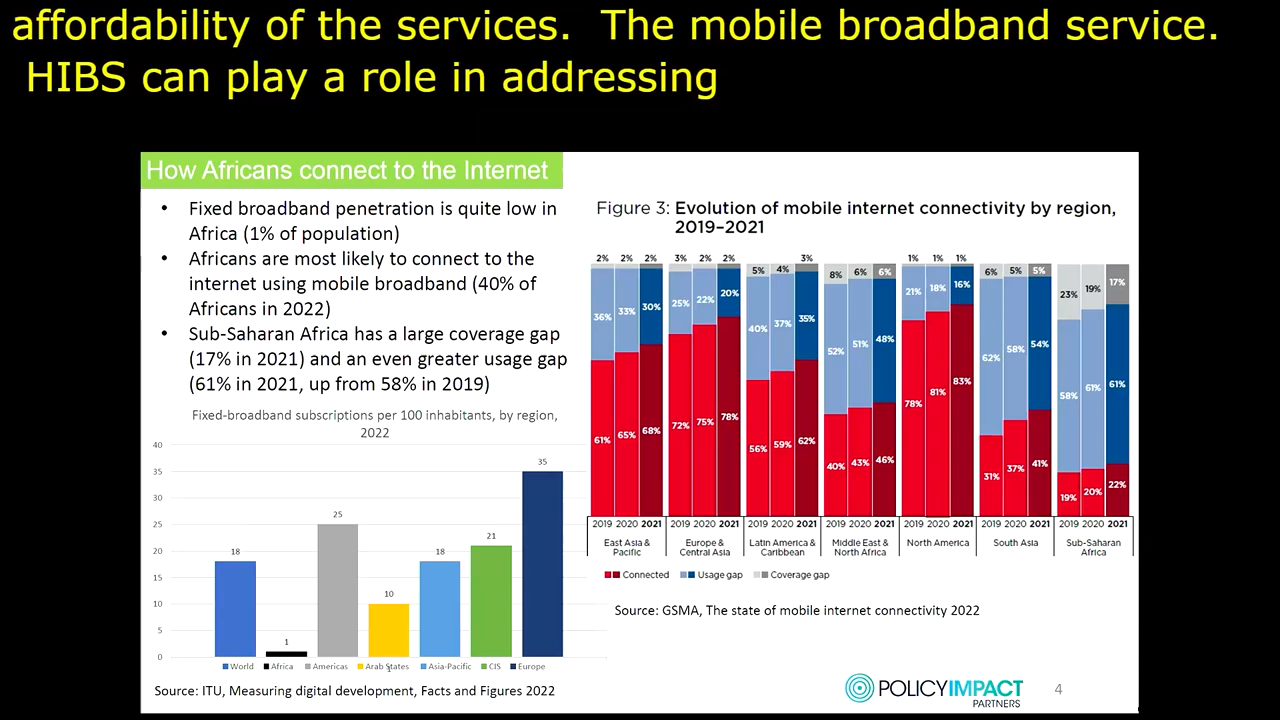 affordability of the services.  The mobile broadband service.
HIBS can play a role in addressing
How Africans connect to the Internet
• Fixed broadband penetration is quite low in
Africa (1% of population)
• Africans are most likely to connect to the
internet using mobile broadband (40% of
Africans in 2022)
• Sub-Saharan Africa has a large coverage gap
(17% in 2021) and an even greater usage gap
(61% in 2021, up from 58% in 2019)
Fixed-broadband subscriptions per 100 inhabitants, by region,
2022
40
35
30
25
20
15
10
5
0
18
1
25
10
18
21
35
World Africa Americas Arab States Asia-Pacific CIS Europe
Source: ITU, Measuring digital development, Facts and Figures 2022
Figure 3: Evolution of mobile internet connectivity by region,
2019–2021
2% 2% 2% 3% 2% 2% 5% 4% 3% 8% 6% 6% 1% 1% 1% 6% 5% 5% 23% 19% 17%
36% 33% 30% 25% 22% 20% 40% 37% 35% 52% 51% 48% 21% 18% 16% 62% 58% 54% 58% 61% 61%
61% 65% 68% 72% 75% 78% 56% 59% 62% 40% 43% 46% 78% 81% 83% 31% 37% 41% 19% 20% 22%
2019 2020 2021 2019 2020 2021 2019 2020 2021 2019 2020 2021 2019 2020 2021 2019 2020 2021 2019 2020 2021
East Asia & Europe & Latin America & Middle East & North America South Asia Sub-Saharan
Pacific Central Asia Caribbean North Africa Africa
Connected Usage gap Coverage gap
Source: GSMA, The state of mobile internet connectivity 2022
POLICYIMPACT
PARTNERS
4